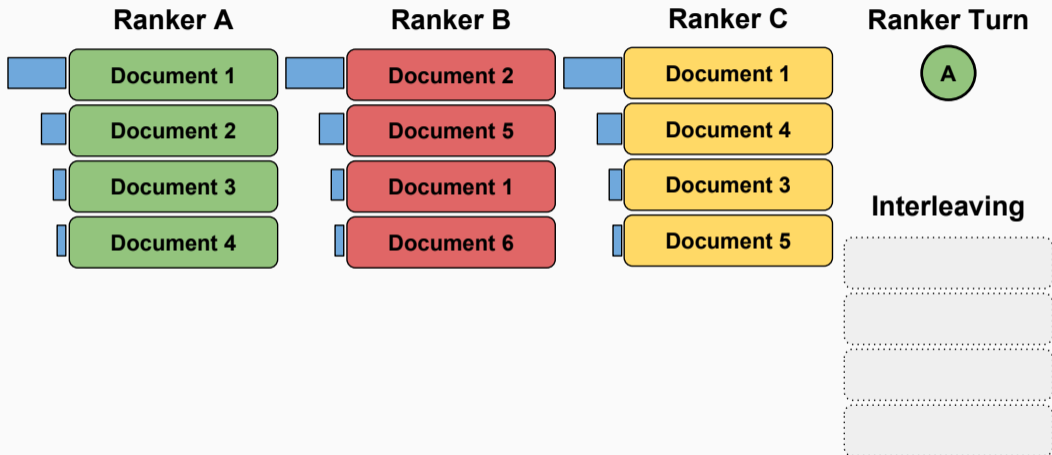 Ranker A
Document 1
Document 2
Document 3
Document 4
Ranker B
Document 2
Document 5
Document 1
Document 6
Ranker C
Document 1
Document 4
Document 3
Document 5
Ranker Turn
A
Interleaving